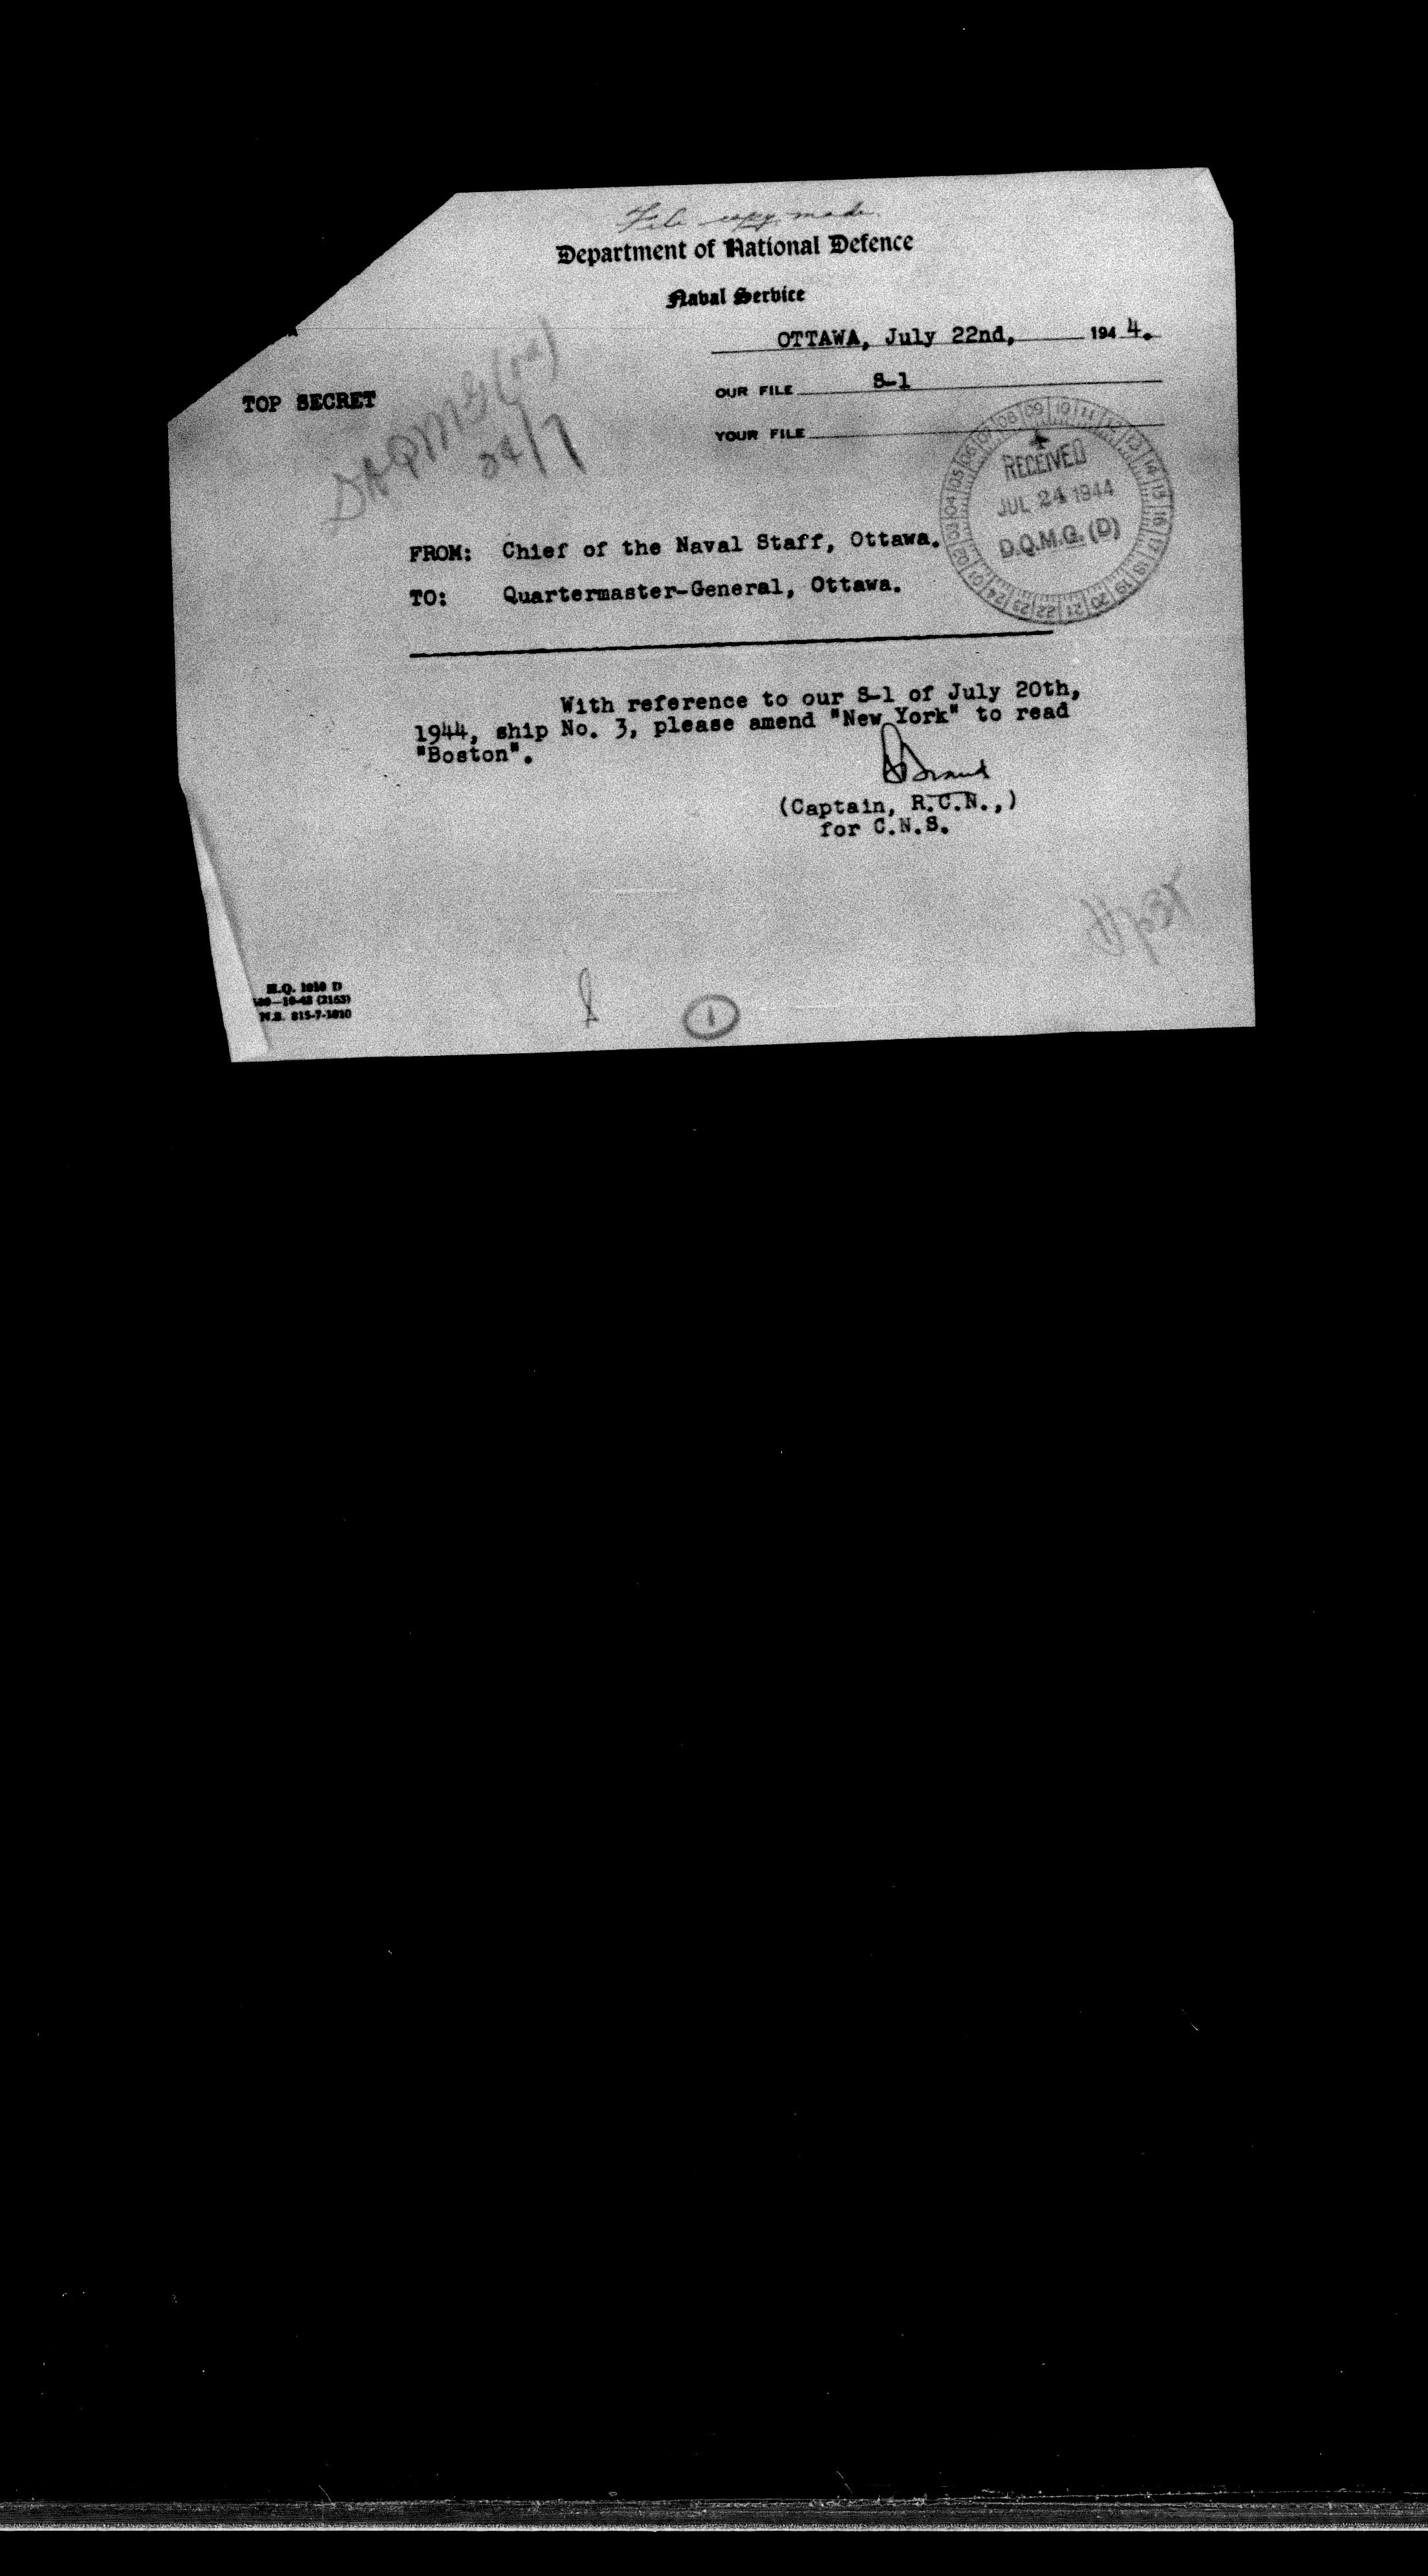 File copy made.
Department of National Defence
Naval Service
OTTAWA, July 22nd, 1944.
OUR FILE S-1
TOP SECRET
YOUR FILE
24/7
RECEIVED
JUL 24 1944
D.Q.M.G. (D)
FROM: Chief of the Naval Staff, Ottawa.
TO: Quartermaster-General, Ottawa.
With reference to our S-1 of July 20th,
1944, ship No. 3, please amend "New York" to read
"Boston".
(Captain, R.C.N.,)
for C.N.S.
H.Q. 1010 D
N.S. 815-7-1010
1